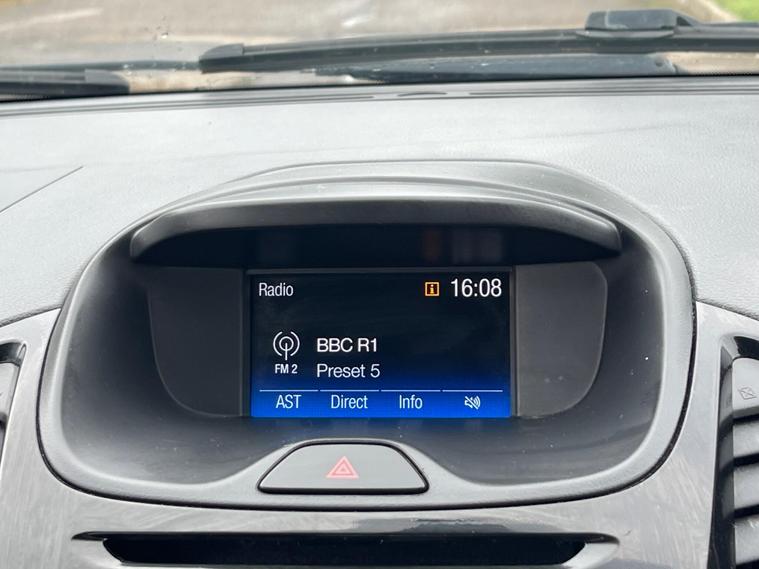 Radio 16:08
BBC R1
FM 2 Preset 5
AST Direct Info